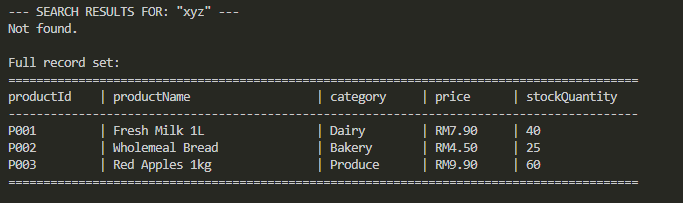 --- SEARCH RESULTS FOR: "xyz" ---
Not found.

Full record set:
==========================================================================================
productId    | productName                  | category     | price      | stockQuantity
------------------------------------------------------------------------------------------
P001         | Fresh Milk 1L                | Dairy        | RM7.90     | 40
P002         | Wholemeal Bread              | Bakery       | RM4.50     | 25
P003         | Red Apples 1kg               | Produce      | RM9.90     | 60
==========================================================================================